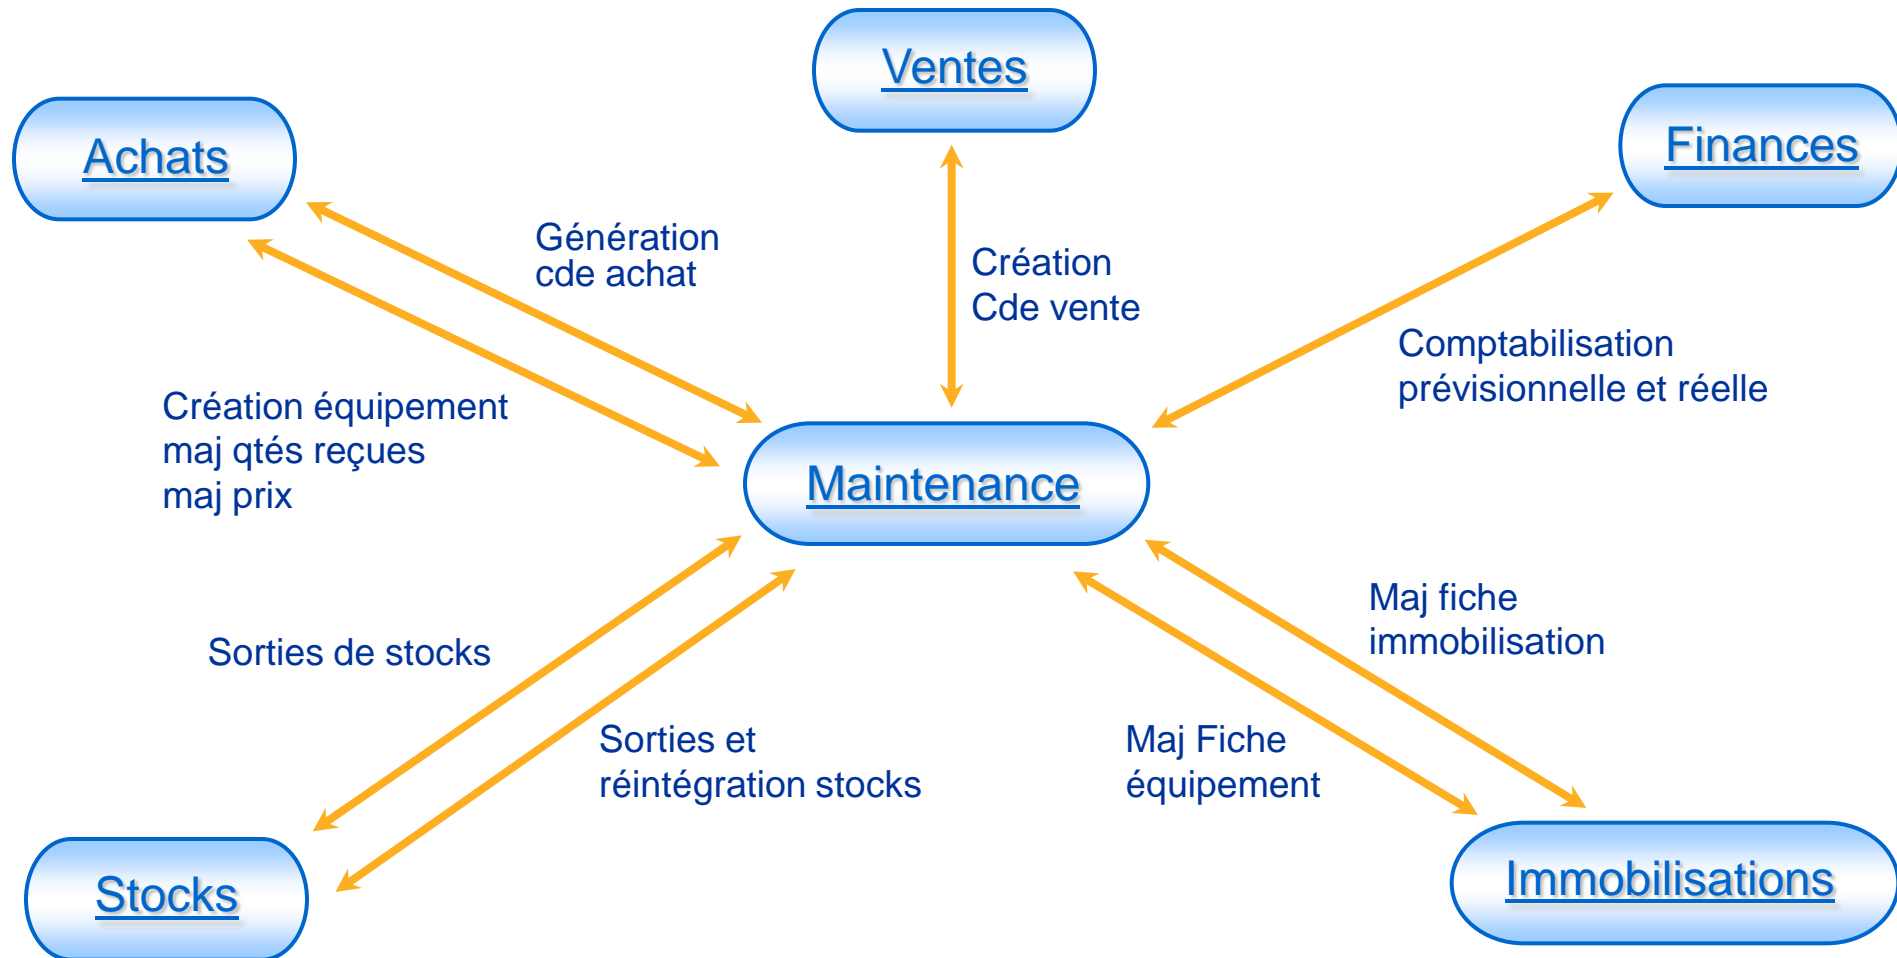 Ventes
Achats
Finances
Génération
cde achat
Création
Cde vente
Comptabilisation
prévisionnelle et réelle
Création équipement
maj qtés reçues
maj prix
Maintenance
Maj fiche
immobilisation
Sorties de stocks
Sorties et
réintégration stocks
Maj Fiche
équipement
Stocks
Immobilisations